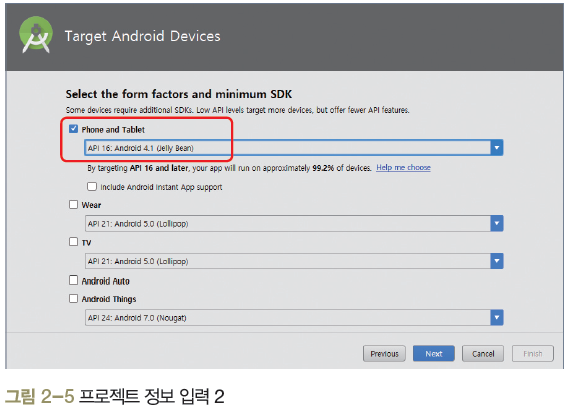 Target Android Devices
Select the form factors and minimum SDK
Some devices require additional SDKs. Low API levels target more devices, but offer fewer API features.
Phone and Tablet
API 16: Android 4.1 (Jelly Bean)
By targeting API 16 and later, your app will run on approximately 99.2% of devices. Help me choose
Include Android Instant App support
Wear
API 21: Android 5.0 (Lollipop)
TV
API 21: Android 5.0 (Lollipop)
Android Auto
Android Things
API 24: Android 7.0 (Nougat)
Previous Next Cancel Finish
그림 2-5 프로젝트 정보 입력 2